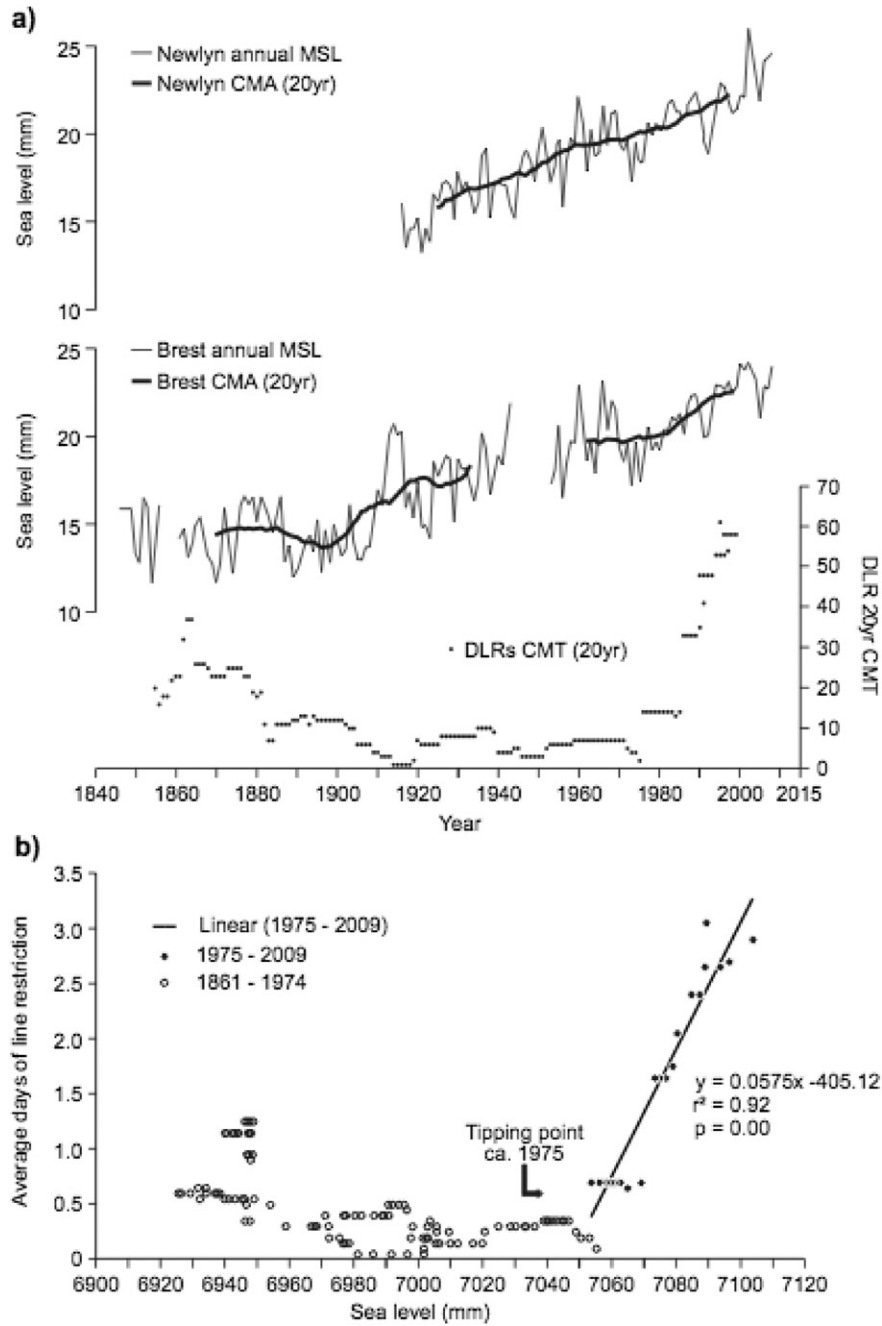 a)
Newlyn annual MSL
Newlyn CMA (20yr)
25
20
15
10
Sea level (mm)
Brest annual MSL
Brest CMA (20yr)
25
20
15
10
Sea level (mm)
70
60
50
40
30
20
10
0
DLR 20yr CMT
DLRs CMT (20yr)
1840 1860 1880 1900 1920 1940 1960 1980 2000 2015
Year
b)
3.5
3.0
2.5
2.0
1.5
1.0
0.5
0
Average days of line restriction
Linear (1975 - 2009)
1975 - 2009
1861 - 1974
Tipping point
ca. 1975
y = 0.0575x -405.12
r² = 0.92
p = 0.00
6900 6920 6940 6960 6980 7000 7020 7040 7060 7080 7100 7120
Sea level (mm)